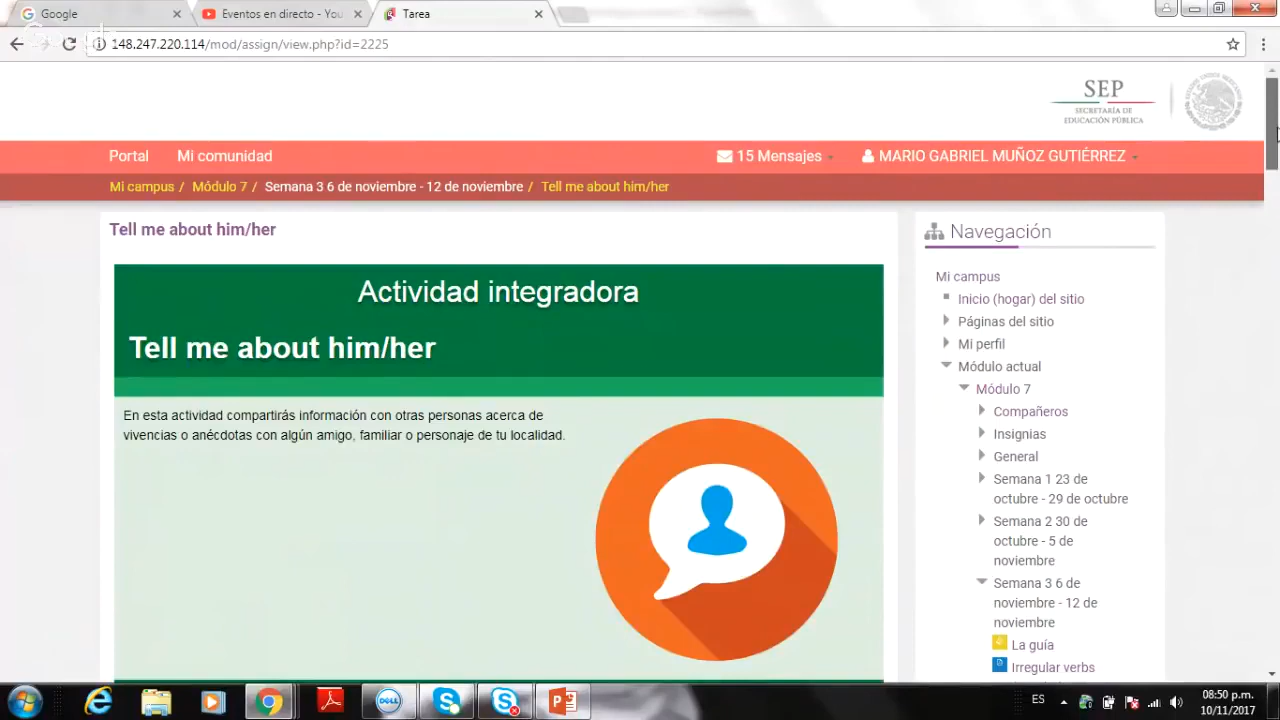 Google
Eventos en directo - You
Tarea
148.247.220.114/mod/assign/view.php?id=2225
SEP
SECRETARÍA DE
EDUCACIÓN PÚBLICA
Portal
Mi comunidad
15 Mensajes
MARIO GABRIEL MUÑOZ GUTIÉRREZ
Mi campus / Módulo 7 / Semana 3 6 de noviembre - 12 de noviembre / Tell me about him/her
Tell me about him/her
Actividad integradora
Tell me about him/her
En esta actividad compartirás información con otras personas acerca de
vivencias o anécdotas con algún amigo, familiar o personaje de tu localidad.
Navegación
Mi campus
Inicio (hogar) del sitio
Páginas del sitio
Mi perfil
Módulo actual
Módulo 7
Compañeros
Insignias
General
Semana 1 23 de
octubre - 29 de octubre
Semana 2 30 de
octubre - 5 de
noviembre
Semana 3 6 de
noviembre - 12 de
noviembre
La guía
Irregular verbs
DELL
ES
08:50 p.m.
10/11/2017